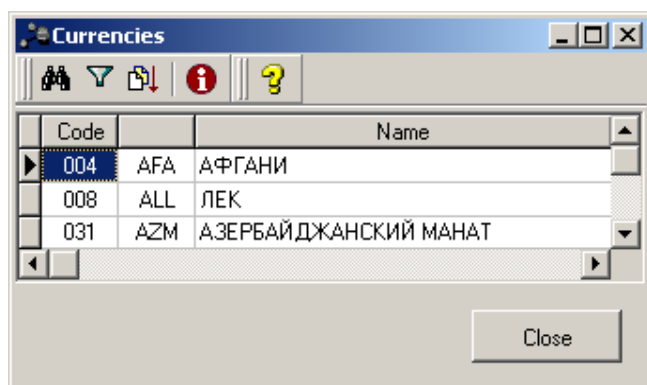 Currencies
Code Name
004 AFA АФГАНИ
008 ALL ЛЕК
031 AZM АЗЕРБАЙДЖАНСКИЙ МАНАТ
Close